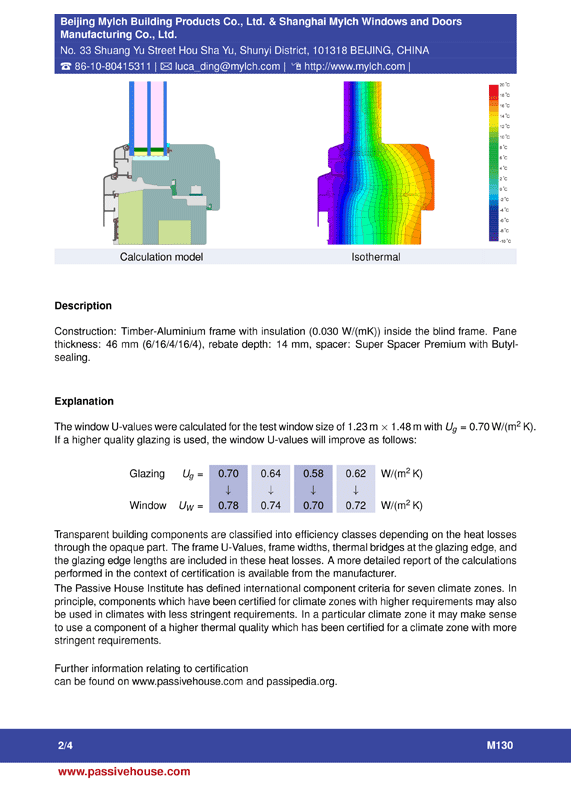 Beijing Mylch Building Products Co., Ltd. & Shanghai Mylch Windows and Doors
Manufacturing Co., Ltd.
No. 33 Shuang Yu Street Hou Sha Yu, Shunyi District, 101318 BEIJING, CHINA
☎ 86-10-80415311 | ✉ luca_ding@mylch.com | http://www.mylch.com |
20 °C
18 °C
16 °C
14 °C
12 °C
10 °C
8 °C
6 °C
4 °C
2 °C
0 °C
-2 °C
-4 °C
-6 °C
-8 °C
-10 °C
Calculation model Isothermal
Description
Construction: Timber-Aluminium frame with insulation (0.030 W/(mK)) inside the blind frame. Pane
thickness: 46 mm (6/16/4/16/4), rebate depth: 14 mm, spacer: Super Spacer Premium with Butyl-
sealing.
Explanation
The window U-values were calculated for the test window size of 1.23 m × 1.48 m with Ug = 0.70 W/(m² K).
If a higher quality glazing is used, the window U-values will improve as follows:
Glazing Ug = 0.70 0.64 0.58 0.62 W/(m² K)
↓ ↓ ↓ ↓
Window UW = 0.78 0.74 0.70 0.72 W/(m² K)
Transparent building components are classified into efficiency classes depending on the heat losses
through the opaque part. The frame U-Values, frame widths, thermal bridges at the glazing edge, and
the glazing edge lengths are included in these heat losses. A more detailed report of the calculations
performed in the context of certification is available from the manufacturer.
The Passive House Institute has defined international component criteria for seven climate zones. In
principle, components which have been certified for climate zones with higher requirements may also
be used in climates with less stringent requirements. In a particular climate zone it may make sense
to use a component of a higher thermal quality which has been certified for a climate zone with more
stringent requirements.
Further information relating to certification
can be found on www.passivehouse.com and passipedia.org.
2/4 M130
www.passivehouse.com